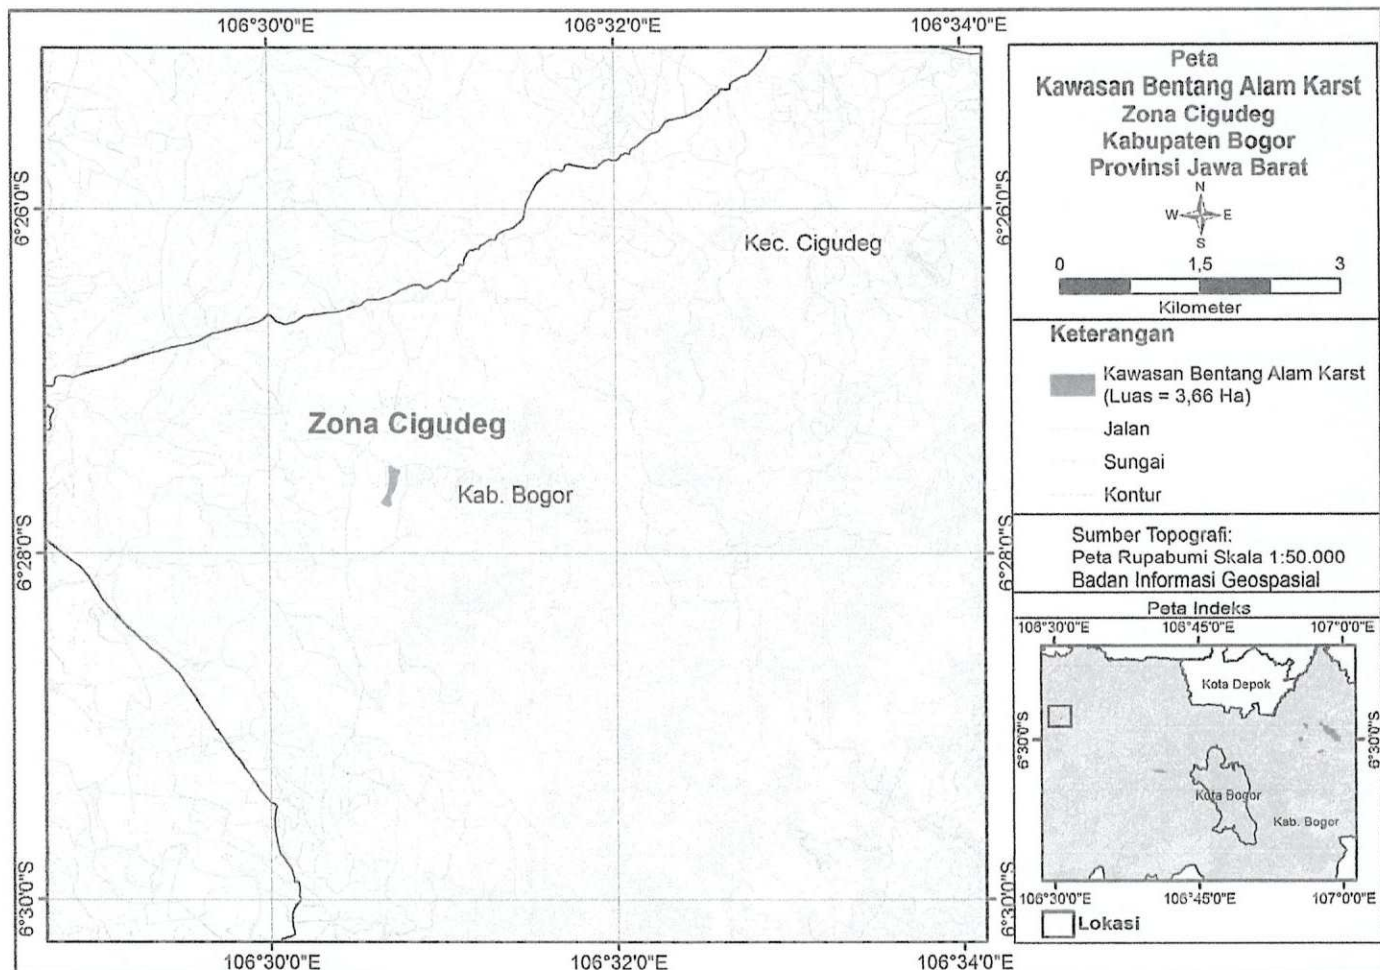 106°30'0"E
106°32'0"E
106°34'0"E
6°26'0"S
6°26'0"S
Kec. Cigudeg
Zona Cigudeg
Kab. Bogor
6°28'0"S
6°28'0"S
6°30'0"S
6°30'0"S
106°30'0"E
106°32'0"E
106°34'0"E
Peta
Kawasan Bentang Alam Karst
Zona Cigudeg
Kabupaten Bogor
Provinsi Jawa Barat
N
W E
S
0 1,5 3
Kilometer
Keterangan
Kawasan Bentang Alam Karst
(Luas = 3,66 Ha)
Jalan
Sungai
Kontur
Sumber Topografi:
Peta Rupabumi Skala 1:50.000
Badan Informasi Geospasial
Peta Indeks
106°30'0"E 106°45'0"E 107°0'0"E
Kota Depok
6°30'0"S
6°30'0"S
Kota Bogor
Kab. Bogor
106°30'0"E 106°45'0"E 107°0'0"E
Lokasi